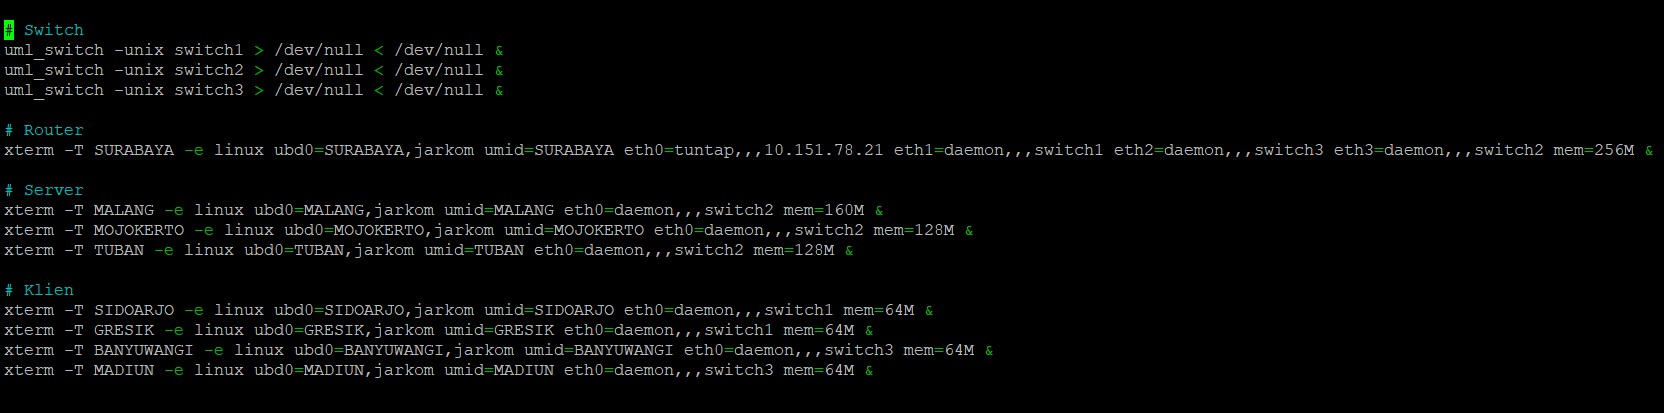 # Switch
uml_switch -unix switch1 > /dev/null < /dev/null &
uml_switch -unix switch2 > /dev/null < /dev/null &
uml_switch -unix switch3 > /dev/null < /dev/null &
# Router
xterm -T SURABAYA -e linux ubd0=SURABAYA,jarkom umid=SURABAYA eth0=tuntap,,,10.151.78.21 eth1=daemon,,,switch1 eth2=daemon,,,switch3 eth3=daemon,,,switch2 mem=256M &
# Server
xterm -T MALANG -e linux ubd0=MALANG,jarkom umid=MALANG eth0=daemon,,,switch2 mem=160M &
xterm -T MOJOKERTO -e linux ubd0=MOJOKERTO,jarkom umid=MOJOKERTO eth0=daemon,,,switch2 mem=128M &
xterm -T TUBAN -e linux ubd0=TUBAN,jarkom umid=TUBAN eth0=daemon,,,switch2 mem=128M &
# Klien
xterm -T SIDOARJO -e linux ubd0=SIDOARJO,jarkom umid=SIDOARJO eth0=daemon,,,switch1 mem=64M &
xterm -T GRESIK -e linux ubd0=GRESIK,jarkom umid=GRESIK eth0=daemon,,,switch1 mem=64M &
xterm -T BANYUWANGI -e linux ubd0=BANYUWANGI,jarkom umid=BANYUWANGI eth0=daemon,,,switch3 mem=64M &
xterm -T MADIUN -e linux ubd0=MADIUN,jarkom umid=MADIUN eth0=daemon,,,switch3 mem=64M &